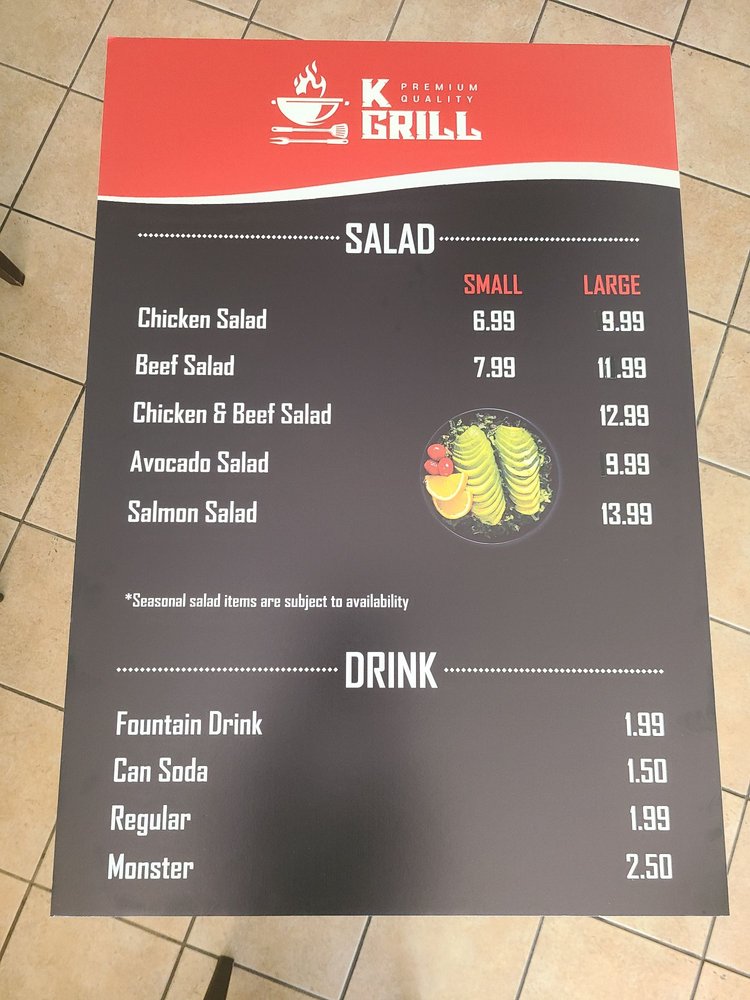 K PREMIUM
QUALITY
GRILL
SALAD
SMALL LARGE
Chicken Salad 6.99 9.99
Beef Salad 7.99 11.99
Chicken & Beef Salad 12.99
Avocado Salad 9.99
Salmon Salad 13.99
*Seasonal salad items are subject to availability
DRINK
Fountain Drink 1.99
Can Soda 1.50
Regular 1.99
Monster 2.50